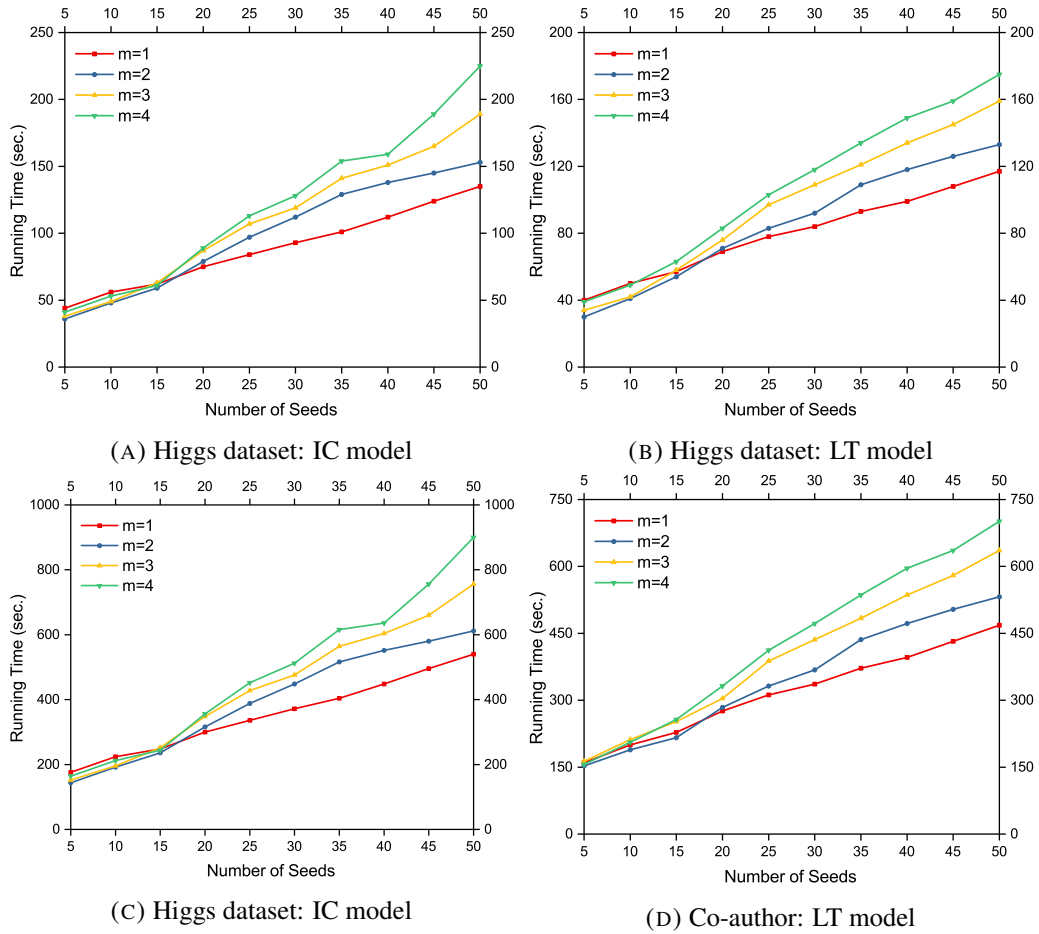 5 10 15 20 25 30 35 40 45 50
250 250
m=1
m=2
m=3
m=4
200 200
150 150
100 100
50 50
0 0
Running Time (sec.)
5 10 15 20 25 30 35 40 45 50
Number of Seeds
(A) Higgs dataset: IC model
5 10 15 20 25 30 35 40 45 50
200 200
m=1
m=2
m=3
m=4
160 160
120 120
80 80
40 40
0 0
Running Time (sec.)
5 10 15 20 25 30 35 40 45 50
Number of Seeds
(B) Higgs dataset: LT model
5 10 15 20 25 30 35 40 45 50
1000 1000
m=1
m=2
m=3
m=4
800 800
600 600
400 400
200 200
0 0
Running Time (sec.)
5 10 15 20 25 30 35 40 45 50
Number of Seeds
(C) Higgs dataset: IC model
5 10 15 20 25 30 35 40 45 50
750 750
m=1
m=2
m=3
m=4
600 600
450 450
300 300
150 150
0 0
Running Time (sec.)
5 10 15 20 25 30 35 40 45 50
Number of Seeds
(D) Co-author: LT model